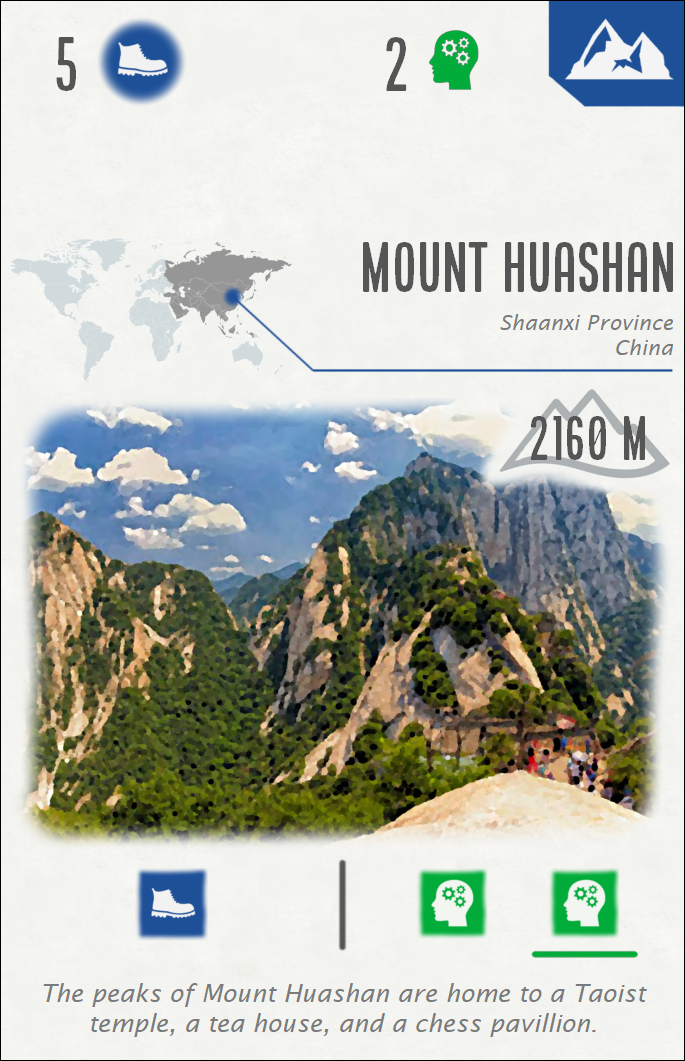 5
2
MOUNT HUASHAN
Shaanxi Province
China
2160 M
The peaks of Mount Huashan are home to a Taoist
temple, a tea house, and a chess pavillion.